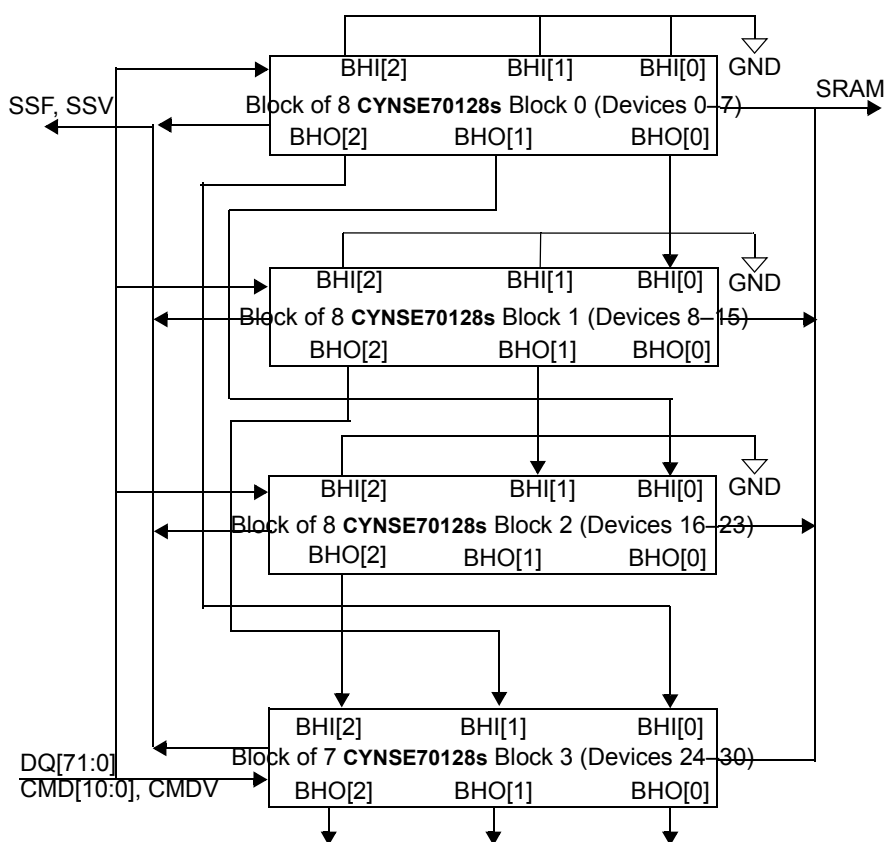 BHI[2] BHI[1] BHI[0] GND
SRAM
SSF, SSV
Block of 8 CYNSE70128s Block 0 (Devices 0–7)
BHO[2] BHO[1] BHO[0]
BHI[2] BHI[1] BHI[0] GND
Block of 8 CYNSE70128s Block 1 (Devices 8–15)
BHO[2] BHO[1] BHO[0]
BHI[2] BHI[1] BHI[0] GND
Block of 8 CYNSE70128s Block 2 (Devices 16–23)
BHO[2] BHO[1] BHO[0]
BHI[2] BHI[1] BHI[0]
DQ[71:0]
Block of 7 CYNSE70128s Block 3 (Devices 24–30)
CMD[10:0], CMDV
BHO[2] BHO[1] BHO[0]